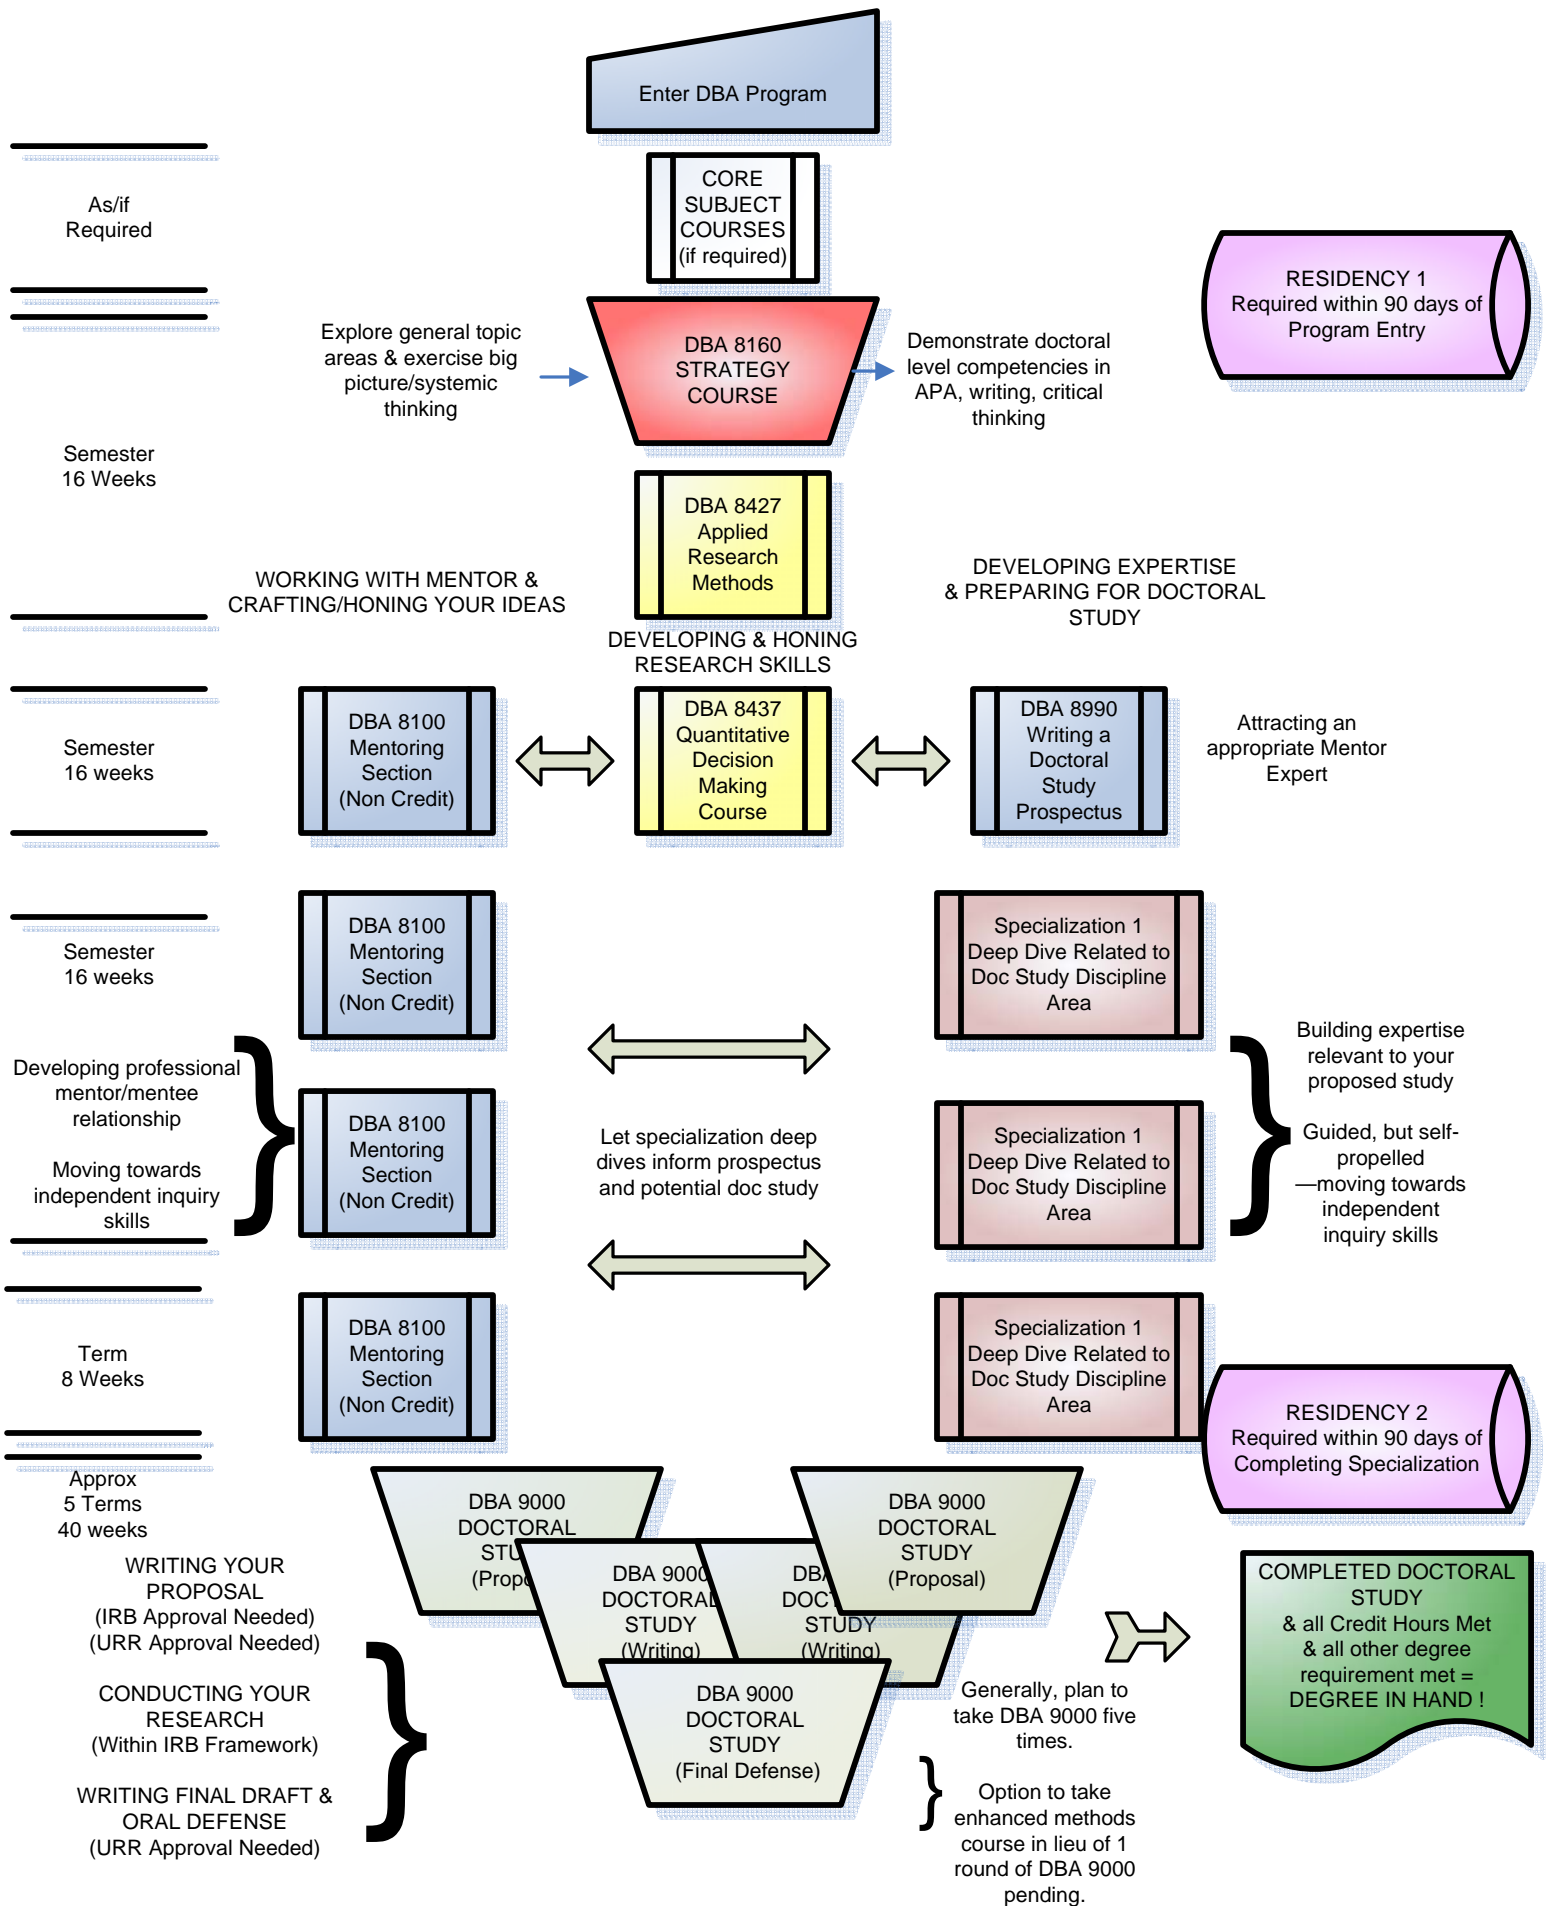 Enter DBA Program
As/if
Required
CORE
SUBJECT
COURSES
(if required)
RESIDENCY 1
Required within 90 days of
Program Entry
Explore general topic
areas & exercise big
picture/systemic
thinking
DBA 8160
STRATEGY
COURSE
Demonstrate doctoral
level competencies in
APA, writing, critical
thinking
Semester
16 Weeks
DBA 8427
Applied
Research
Methods
WORKING WITH MENTOR &
CRAFTING/HONING YOUR IDEAS
DEVELOPING EXPERTISE
& PREPARING FOR DOCTORAL
STUDY
DEVELOPING & HONING
RESEARCH SKILLS
Semester
16 weeks
DBA 8100
Mentoring
Section
(Non Credit)
DBA 8437
Quantitative
Decision
Making
Course
DBA 8990
Writing a
Doctoral
Study
Prospectus
Attracting an
appropriate Mentor
Expert
Semester
16 weeks
DBA 8100
Mentoring
Section
(Non Credit)
Specialization 1
Deep Dive Related to
Doc Study Discipline
Area
Developing professional
mentor/mentee
relationship
Moving towards
independent inquiry
skills
DBA 8100
Mentoring
Section
(Non Credit)
Let specialization deep
dives inform prospectus
and potential doc study
Specialization 1
Deep Dive Related to
Doc Study Discipline
Area
Building expertise
relevant to your
proposed study
Guided, but self-
propelled
—moving towards
independent
inquiry skills
Term
8 Weeks
DBA 8100
Mentoring
Section
(Non Credit)
Specialization 1
Deep Dive Related to
Doc Study Discipline
Area
RESIDENCY 2
Required within 90 days of
Completing Specialization
Approx
5 Terms
40 weeks
DBA 9000
DOCTORAL
DBA 9000
DOCTORAL
STUDY
(Proposal)
DBA 9000
DOCTORAL
STUDY
(Writing)
STUDY
(Writing)
DBA 9000
DOCTORAL
STUDY
(Final Defense)
WRITING YOUR
PROPOSAL
(IRB Approval Needed)
(URR Approval Needed)
CONDUCTING YOUR
RESEARCH
(Within IRB Framework)
WRITING FINAL DRAFT &
ORAL DEFENSE
(URR Approval Needed)
Generally, plan to
take DBA 9000 five
times.
Option to take
enhanced methods
course in lieu of 1
round of DBA 9000
pending.
COMPLETED DOCTORAL
STUDY
& all Credit Hours Met
& all other degree
requirement met =
DEGREE IN HAND !